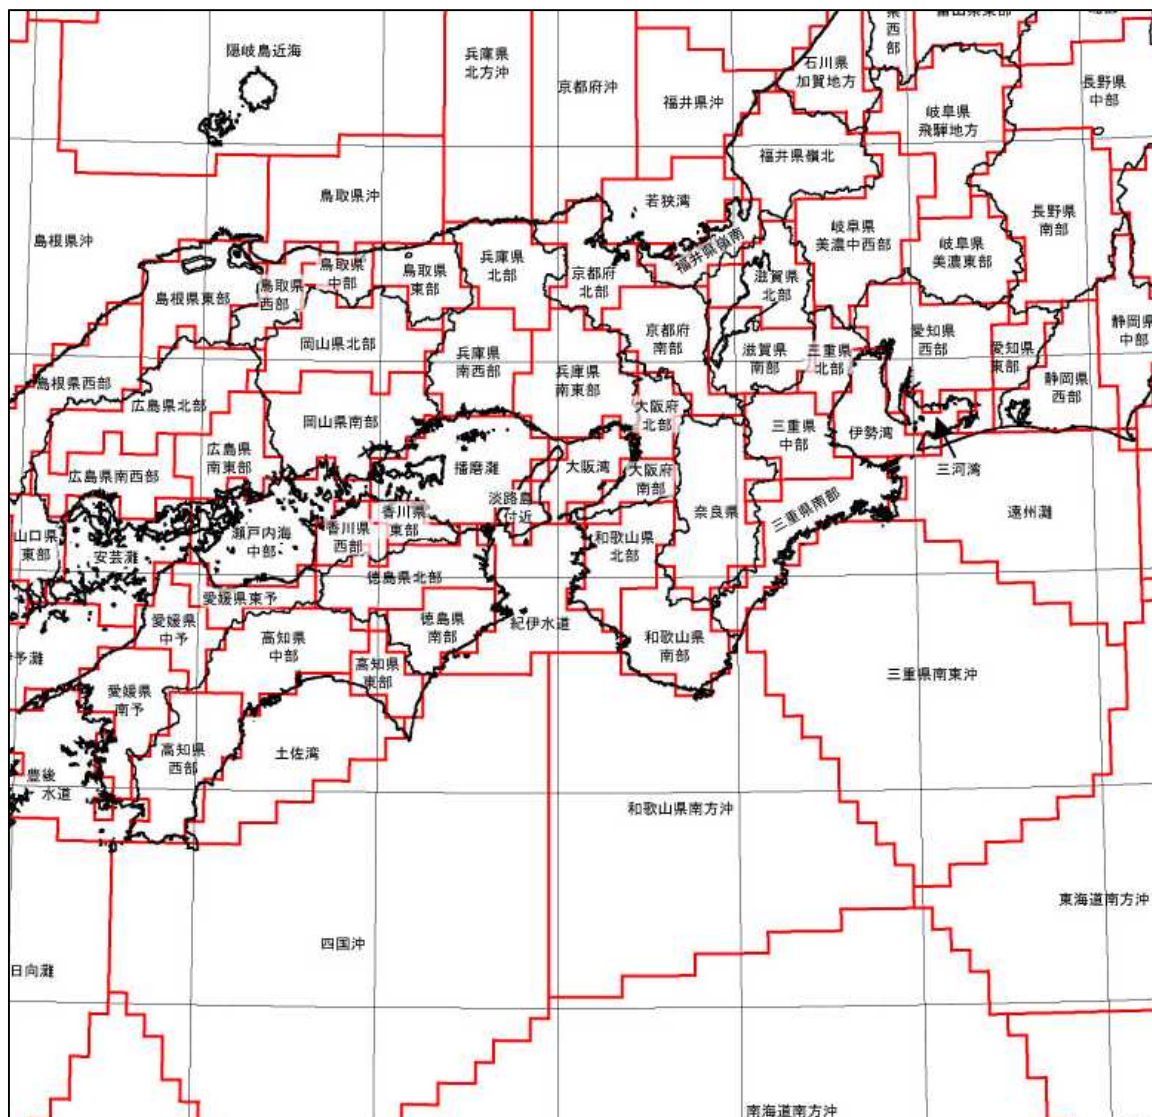 県
西
部
隠岐島近海
兵庫県
北方沖
京都府沖
福井県沖
石川県
加賀地方
岐阜県
飛騨地方
長野県
中部
福井県嶺北
鳥取県沖
若狭湾
島根県沖
岐阜県
美濃中西部
長野県
南部
岐阜県
美濃東部
福井県嶺南
兵庫県
北部
鳥取県
中部
鳥取県
東部
京都府
北部
滋賀県
北部
島根県東部
鳥取県
西部
岡山県北部
京都府
南部
愛知県
西部
静岡県
中部
兵庫県
南西部
兵庫県
南東部
滋賀県
南部
三重県
北部
愛知県
東部
静岡県
西部
島根県西部
広島県北部
岡山県南部
大阪府
北部
三重県
中部
伊勢湾
広島県
南東部
広島県南西部
播磨灘
大阪湾
大阪府
南部
三河湾
淡路島
付近
奈良県
三重県南部
遠州灘
香川県
東部
香川県
西部
瀬戸内海
中部
山口県
東部
安芸灘
和歌山県
北部
徳島県北部
愛媛県東予
愛媛県
中予
高知県
中部
徳島県
南部
紀伊水道
和歌山県
南部
予灘
高知県
東部
三重県南東沖
愛媛県
南予
高知県
西部
土佐湾
豊後
水道
和歌山県南方沖
東海道南方沖
四国沖
日向灘
南海道南方沖